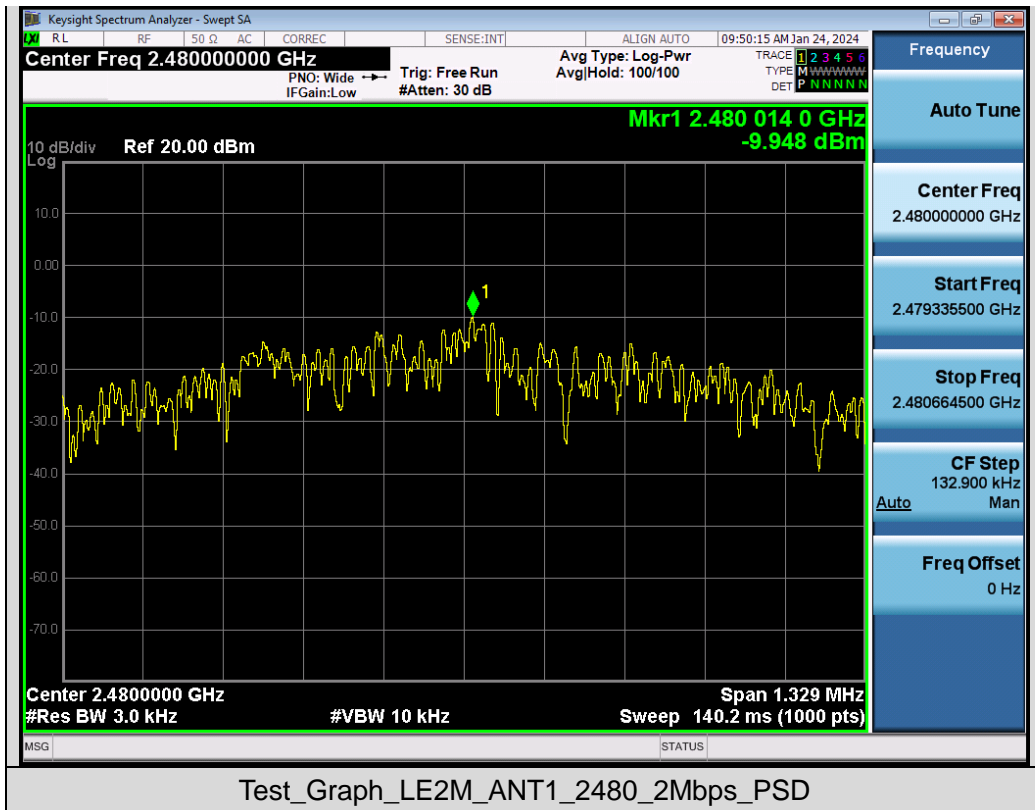 Keysight Spectrum Analyzer - Swept SA
LXI RL RF 50 Ω AC CORREC SENSE:INT ALIGN AUTO 09:50:15 AM Jan 24, 2024
Center Freq 2.480000000 GHz
PNO: Wide
IFGain:Low
Trig: Free Run
#Atten: 30 dB
Avg Type: Log-Pwr
Avg|Hold: 100/100
TRACE 1 2 3 4 5 6
TYPE M WWWWW
DET P N N N N N
Mkr1 2.480 014 0 GHz
-9.948 dBm
10 dB/div Ref 20.00 dBm
Log
10.0
0.00
-10.0
-20.0
-30.0
-40.0
-50.0
-60.0
-70.0
1
Center 2.4800000 GHz Span 1.329 MHz
#Res BW 3.0 kHz #VBW 10 kHz Sweep 140.2 ms (1000 pts)
MSG STATUS
Frequency
Auto Tune
Center Freq
2.480000000 GHz
Start Freq
2.479335500 GHz
Stop Freq
2.480664500 GHz
CF Step
132.900 kHz
Auto Man
Freq Offset
0 Hz
Test_Graph_LE2M_ANT1_2480_2Mbps_PSD